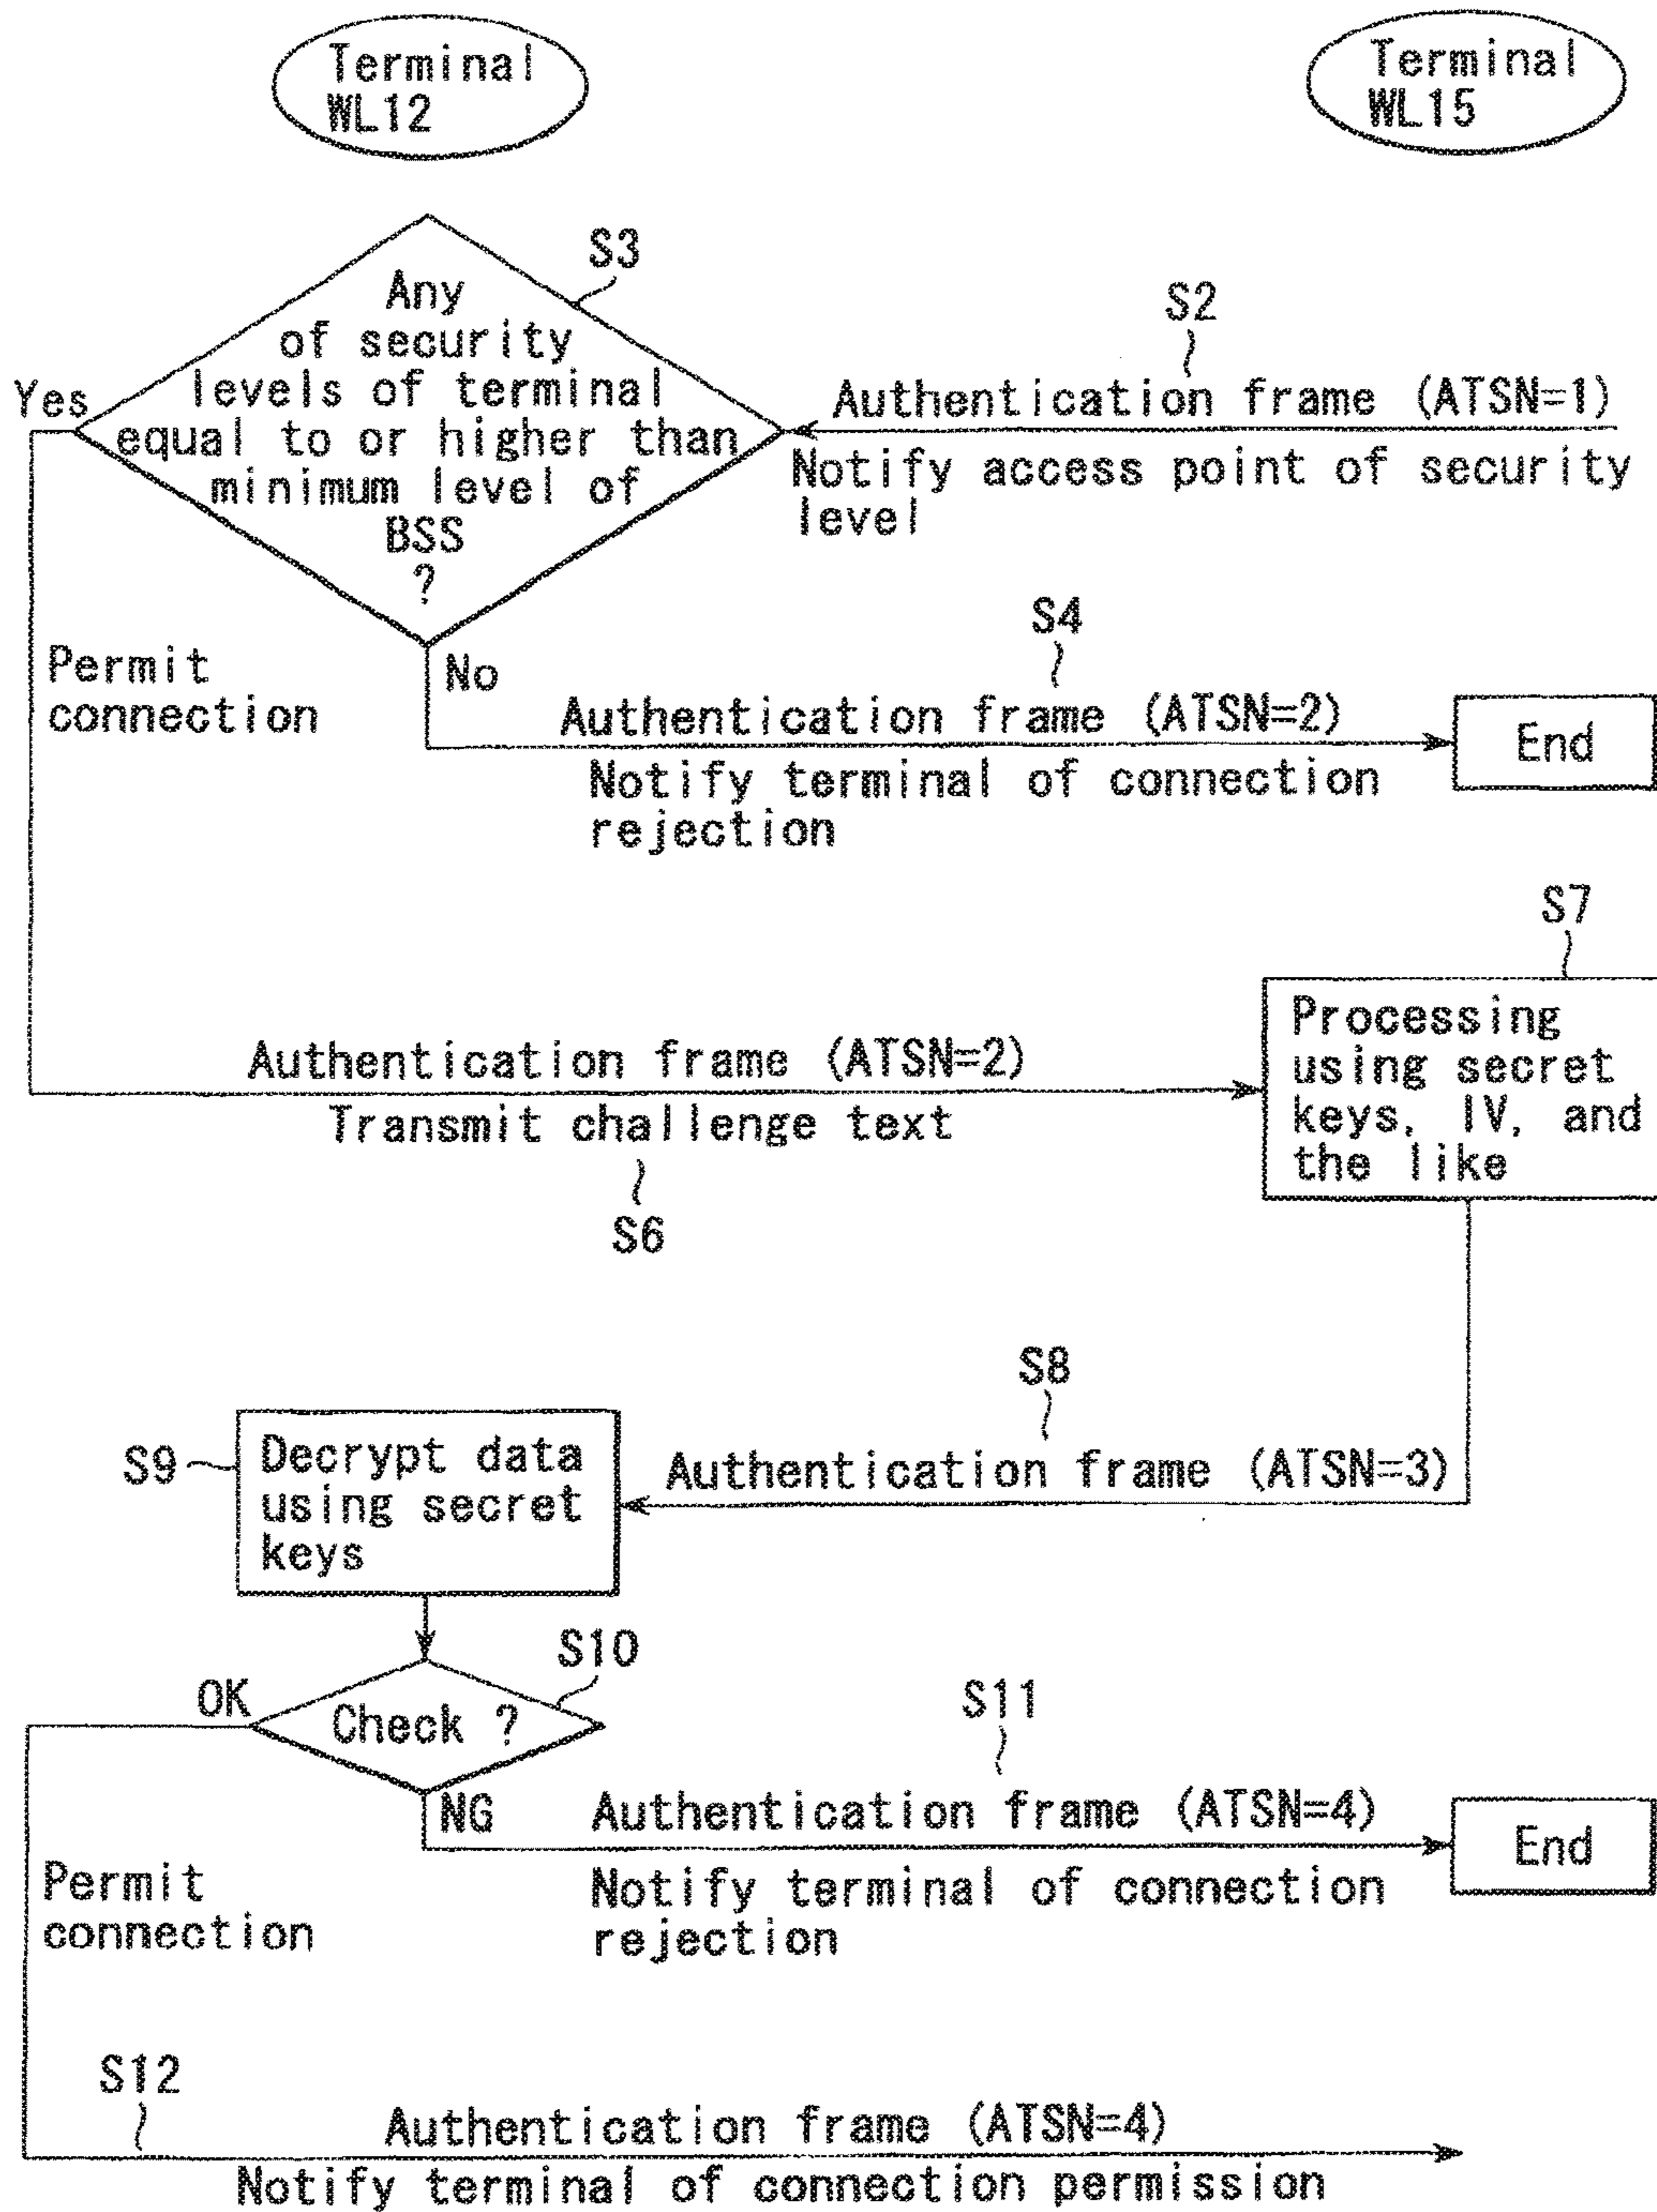 Terminal
WL12
Terminal
WL15
S3
Any
of security
levels of terminal
equal to or higher than
minimum level of
BSS
?
Yes
S2
Authentication frame (ATSN=1)
Notify access point of security
level
Permit
connection
No
S4
Authentication frame (ATSN=2)
Notify terminal of connection
rejection
End
S7
Processing
using secret
keys, IV, and
the like
Authentication frame (ATSN=2)
Transmit challenge text
S6
S8
Authentication frame (ATSN=3)
S9
Decrypt data
using secret
keys
S10
OK
Check ?
S11
NG
Authentication frame (ATSN=4)
Notify terminal of connection
rejection
End
Permit
connection
S12
Authentication frame (ATSN=4)
Notify terminal of connection permission